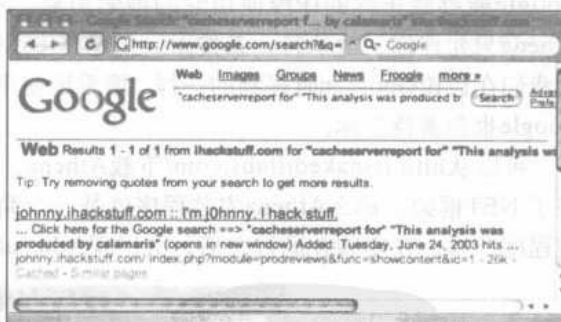 Google Search: "cacheserverreport f... by calamaris" site:ihackstuff.com
http://www.google.com/search?&q=
Q- Google
Google
Web Images Groups News Froogle more »
"cacheserverreport for" "This analysis was produced br
Search
Advan
Prefe
Web Results 1 - 1 of 1 from ihackstuff.com for "cacheserverreport for" "This analysis wa
Tip: Try removing quotes from your search to get more results.
johnny.ihackstuff.com :: I'm j0hnny. I hack stuff.
... Click here for the Google search ==> "cacheserverreport for" "This analysis was
produced by calamaris" (opens in new window) Added: Tuesday, June 24, 2003 hits ...
johnny.ihackstuff.com/ index.php?module=prodreviews&func=showcontent&id=1 - 26k
Cached - Similar pages